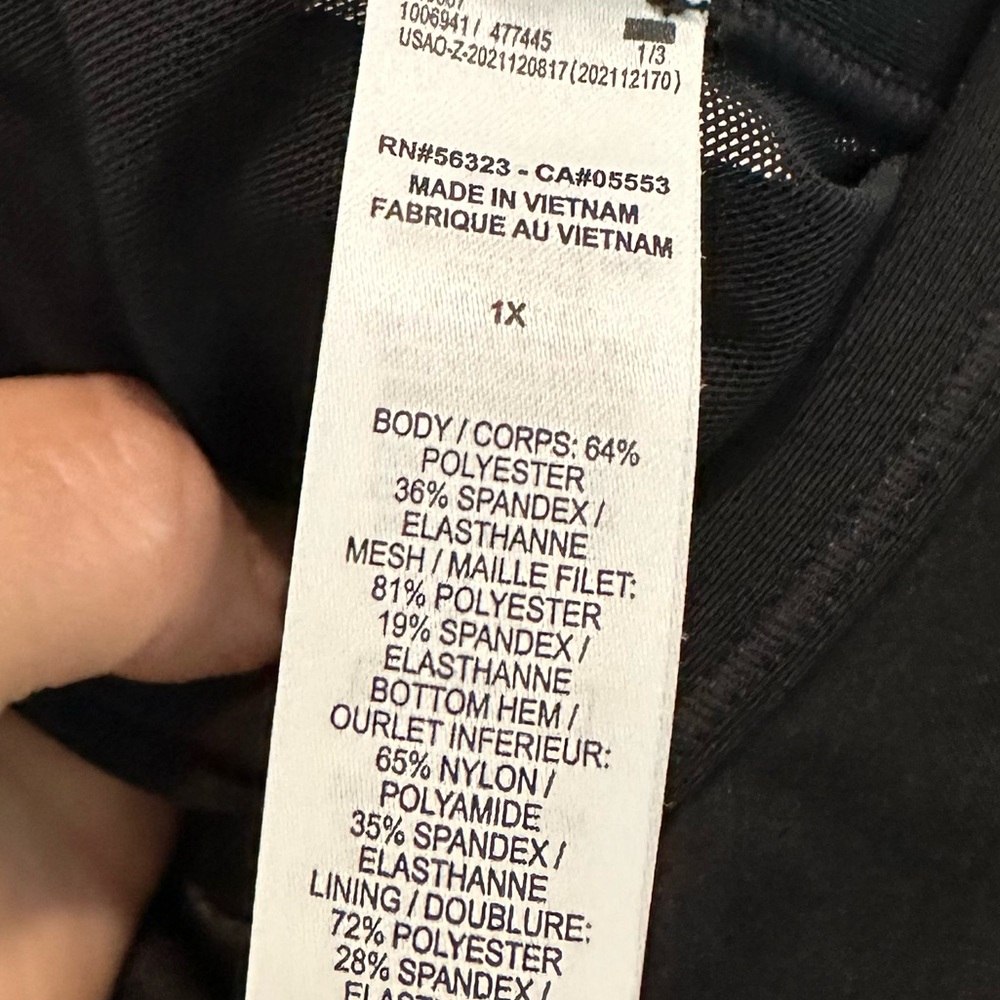 1006941 / 477445
1/3
USAO-Z-2021120817(202112170)
RN#56323 - CA#05553
MADE IN VIETNAM
FABRIQUE AU VIETNAM
1X
BODY / CORPS: 64%
POLYESTER
36% SPANDEX /
ELASTHANNE
MESH / MAILLE FILET:
81% POLYESTER
19% SPANDEX /
ELASTHANNE
BOTTOM HEM /
OURLET INFERIEUR:
65% NYLON /
POLYAMIDE
35% SPANDEX /
ELASTHANNE
LINING / DOUBLURE:
72% POLYESTER
28% SPANDEX /